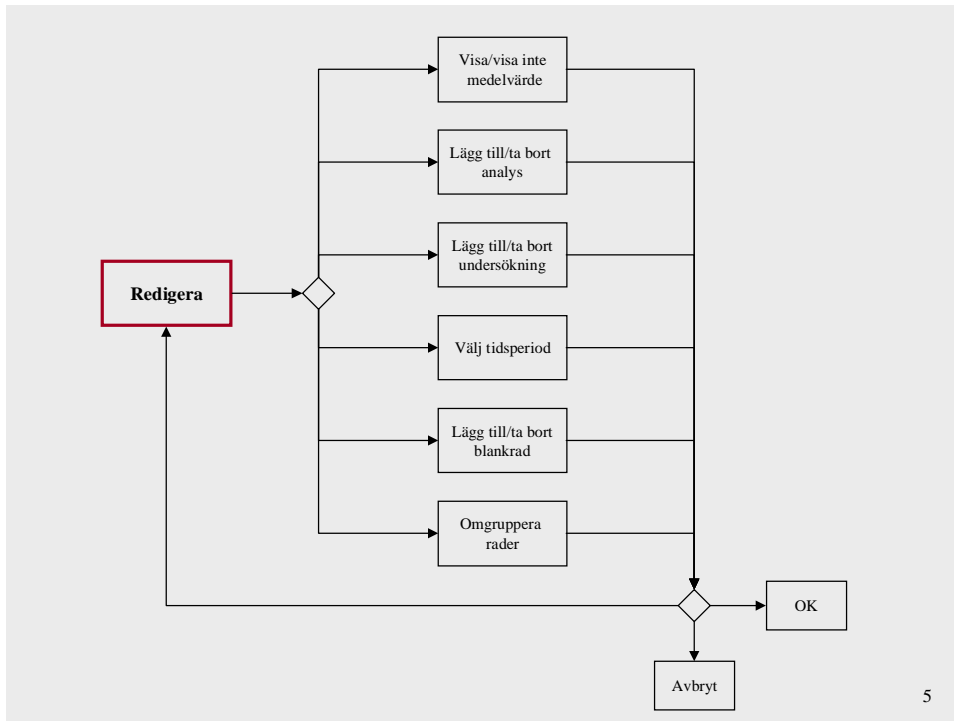 Visa/visa inte
medelvärde
Lägg till/ta bort
analys
Lägg till/ta bort
undersökning
Redigera
Välj tidsperiod
Lägg till/ta bort
blankrad
Omgruppera
rader
OK
Avbryt
5